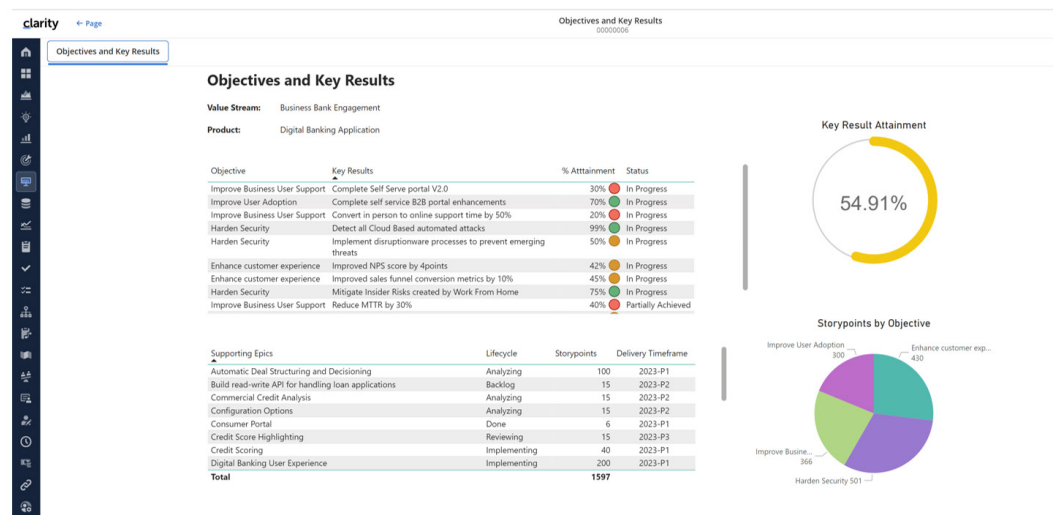 clarity
← Page
Objectives and Key Results
00000006
Objectives and Key Results
Objectives and Key Results
Value Stream: Business Bank Engagement
Product: Digital Banking Application
Objective Key Results % Atttainment Status
Improve Business User Support Complete Self Serve portal V2.0 30% In Progress
Improve User Adoption Complete self service B2B portal enhancements 70% In Progress
Improve Business User Support Convert in person to online support time by 50% 20% In Progress
Harden Security Detect all Cloud Based automated attacks 99% In Progress
Harden Security Implement disruptionware processes to prevent emerging 50% In Progress
threats
Enhance customer experience Improved NPS score by 4points 42% In Progress
Enhance customer experience Improved sales funnel conversion metrics by 10% 45% In Progress
Harden Security Mitigate Insider Risks created by Work From Home 75% In Progress
Improve Business User Support Reduce MTTR by 30% 40% Partially Achieved
Supporting Epics Lifecycle Storypoints Delivery Timeframe
Automatic Deal Structuring and Decisioning Analyzing 100 2023-P1
Build read-write API for handling loan applications Backlog 15 2023-P2
Commercial Credit Analysis Analyzing 15 2023-P2
Configuration Options Analyzing 15 2023-P2
Consumer Portal Done 6 2023-P1
Credit Score Highlighting Reviewing 15 2023-P3
Credit Scoring Implementing 40 2023-P1
Digital Banking User Experience Implementing 200 2023-P1
Total 1597
Key Result Attainment
54.91%
Storypoints by Objective
Improve User Adoption
300
Enhance customer exp...
430
Improve Busine...
366
Harden Security 501